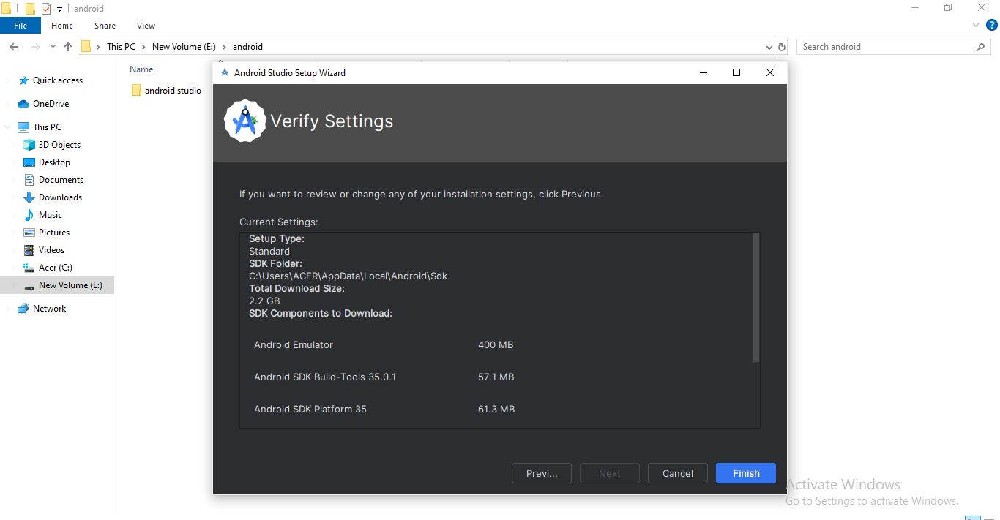 android
File
Home
Share
View
This PC
New Volume (E:)
android
Search android
Name
android studio
Quick access
OneDrive
This PC
3D Objects
Desktop
Documents
Downloads
Music
Pictures
Videos
Acer (C:)
New Volume (E:)
Network
Android Studio Setup Wizard
Verify Settings
If you want to review or change any of your installation settings, click Previous.
Current Settings:
Setup Type:
Standard
SDK Folder:
C:\Users\ACER\AppData\Local\Android\Sdk
Total Download Size:
2.2 GB
SDK Components to Download:
Android Emulator 400 MB
Android SDK Build-Tools 35.0.1 57.1 MB
Android SDK Platform 35 61.3 MB
Previ...
Next
Cancel
Finish
Activate Windows
Go to Settings to activate Windows.